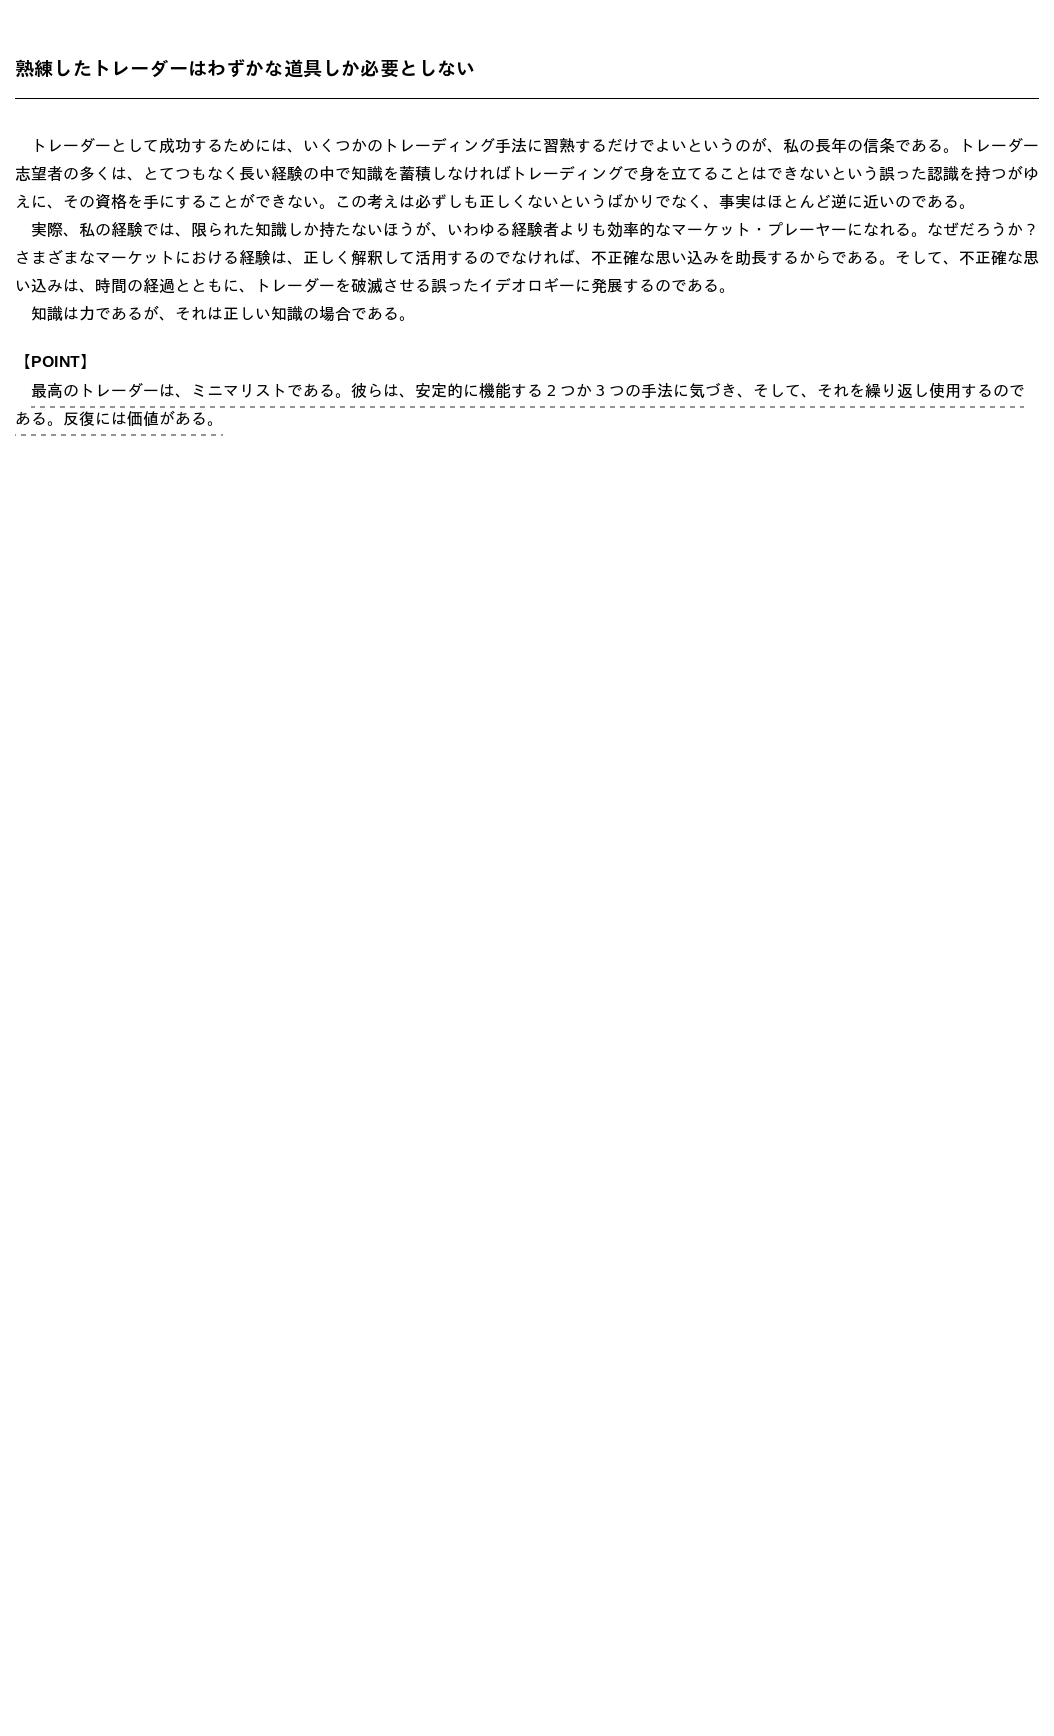 熟練したトレーダーはわずかな道具しか必要としない
　トレーダーとして成功するためには、いくつかのトレーディング手法に習熟するだけでよいというのが、私の長年の信条である。トレーダー
志望者の多くは、とてつもなく長い経験の中で知識を蓄積しなければトレーディングで身を立てることはできないという誤った認識を持つがゆ
えに、その資格を手にすることができない。この考えは必ずしも正しくないというばかりでなく、事実はほとんど逆に近いのである。
　実際、私の経験では、限られた知識しか持たないほうが、いわゆる経験者よりも効率的なマーケット・プレーヤーになれる。なぜだろうか？
さまざまなマーケットにおける経験は、正しく解釈して活用するのでなければ、不正確な思い込みを助長するからである。そして、不正確な思
い込みは、時間の経過とともに、トレーダーを破滅させる誤ったイデオロギーに発展するのである。
　知識は力であるが、それは正しい知識の場合である。
【POINT】
　最高のトレーダーは、ミニマリストである。彼らは、安定的に機能する２つか３つの手法に気づき、そして、それを繰り返し使用するので
ある。反復には価値がある。